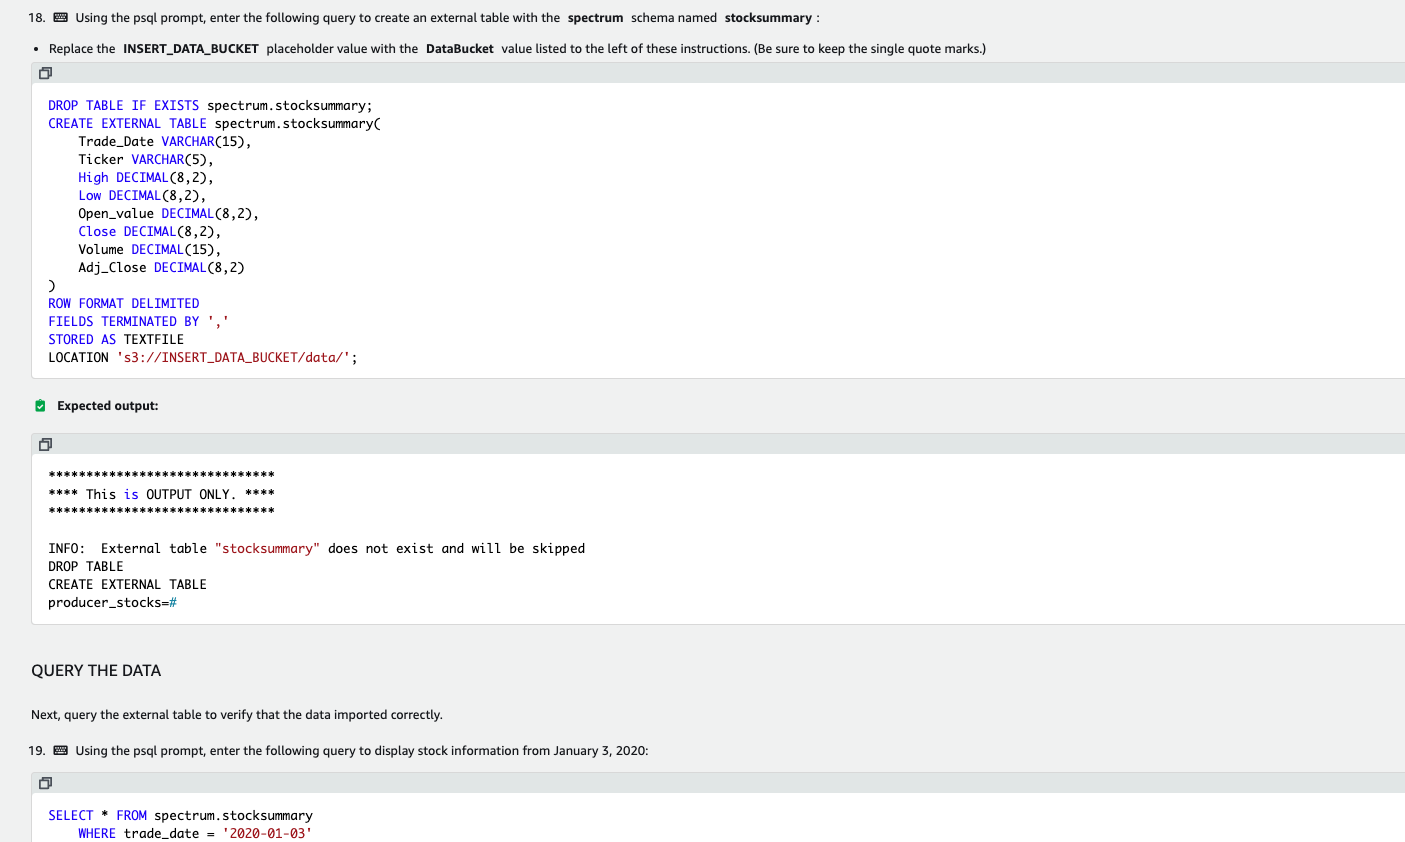 18. Using the psql prompt, enter the following query to create an external table with the spectrum schema named stocksummary :
• Replace the INSERT_DATA_BUCKET placeholder value with the DataBucket value listed to the left of these instructions. (Be sure to keep the single quote marks.)
DROP TABLE IF EXISTS spectrum.stocksummary;
CREATE EXTERNAL TABLE spectrum.stocksummary(
    Trade_Date VARCHAR(15),
    Ticker VARCHAR(5),
    High DECIMAL(8,2),
    Low DECIMAL(8,2),
    Open_value DECIMAL(8,2),
    Close DECIMAL(8,2),
    Volume DECIMAL(15),
    Adj_Close DECIMAL(8,2)
)
ROW FORMAT DELIMITED
FIELDS TERMINATED BY ','
STORED AS TEXTFILE
LOCATION 's3://INSERT_DATA_BUCKET/data/';
Expected output:
******************************
**** This is OUTPUT ONLY. ****
******************************
INFO:  External table "stocksummary" does not exist and will be skipped
DROP TABLE
CREATE EXTERNAL TABLE
producer_stocks=#
QUERY THE DATA
Next, query the external table to verify that the data imported correctly.
19. Using the psql prompt, enter the following query to display stock information from January 3, 2020:
SELECT * FROM spectrum.stocksummary
    WHERE trade_date = '2020-01-03'